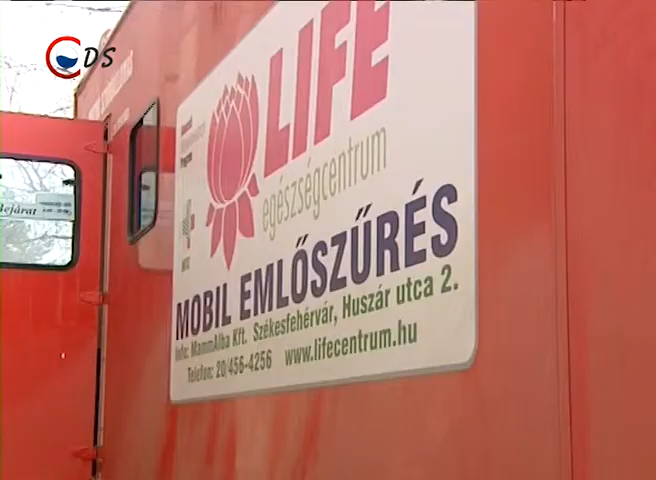 DS
LIFE
egészségcentrum
MOBIL EMLŐSZŰRÉS
Info: MammAlba Kft. Székesfehérvár, Huszár utca 2.
Telefon: 20/456-4256 www.lifecentrum.hu
Bejárat